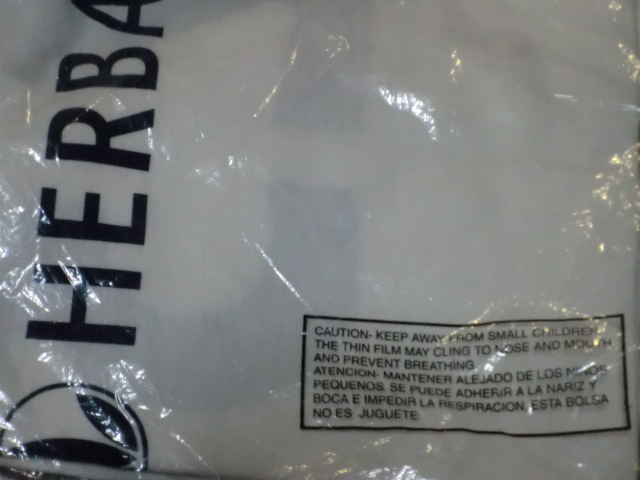 HERBA
CAUTION- KEEP AWAY FROM SMALL CHILDREN.
THE THIN FILM MAY CLING TO NOSE AND MOUTH
AND PREVENT BREATHING.
ATENCION- MANTENER ALEJADO DE LOS NIÑOS
PEQUENOS. SE PUEDE ADHERIR A LA NARIZ Y
BOCA E IMPEDIR LA RESPIRACION. ESTA BOLSA
NO ES JUGUETE.